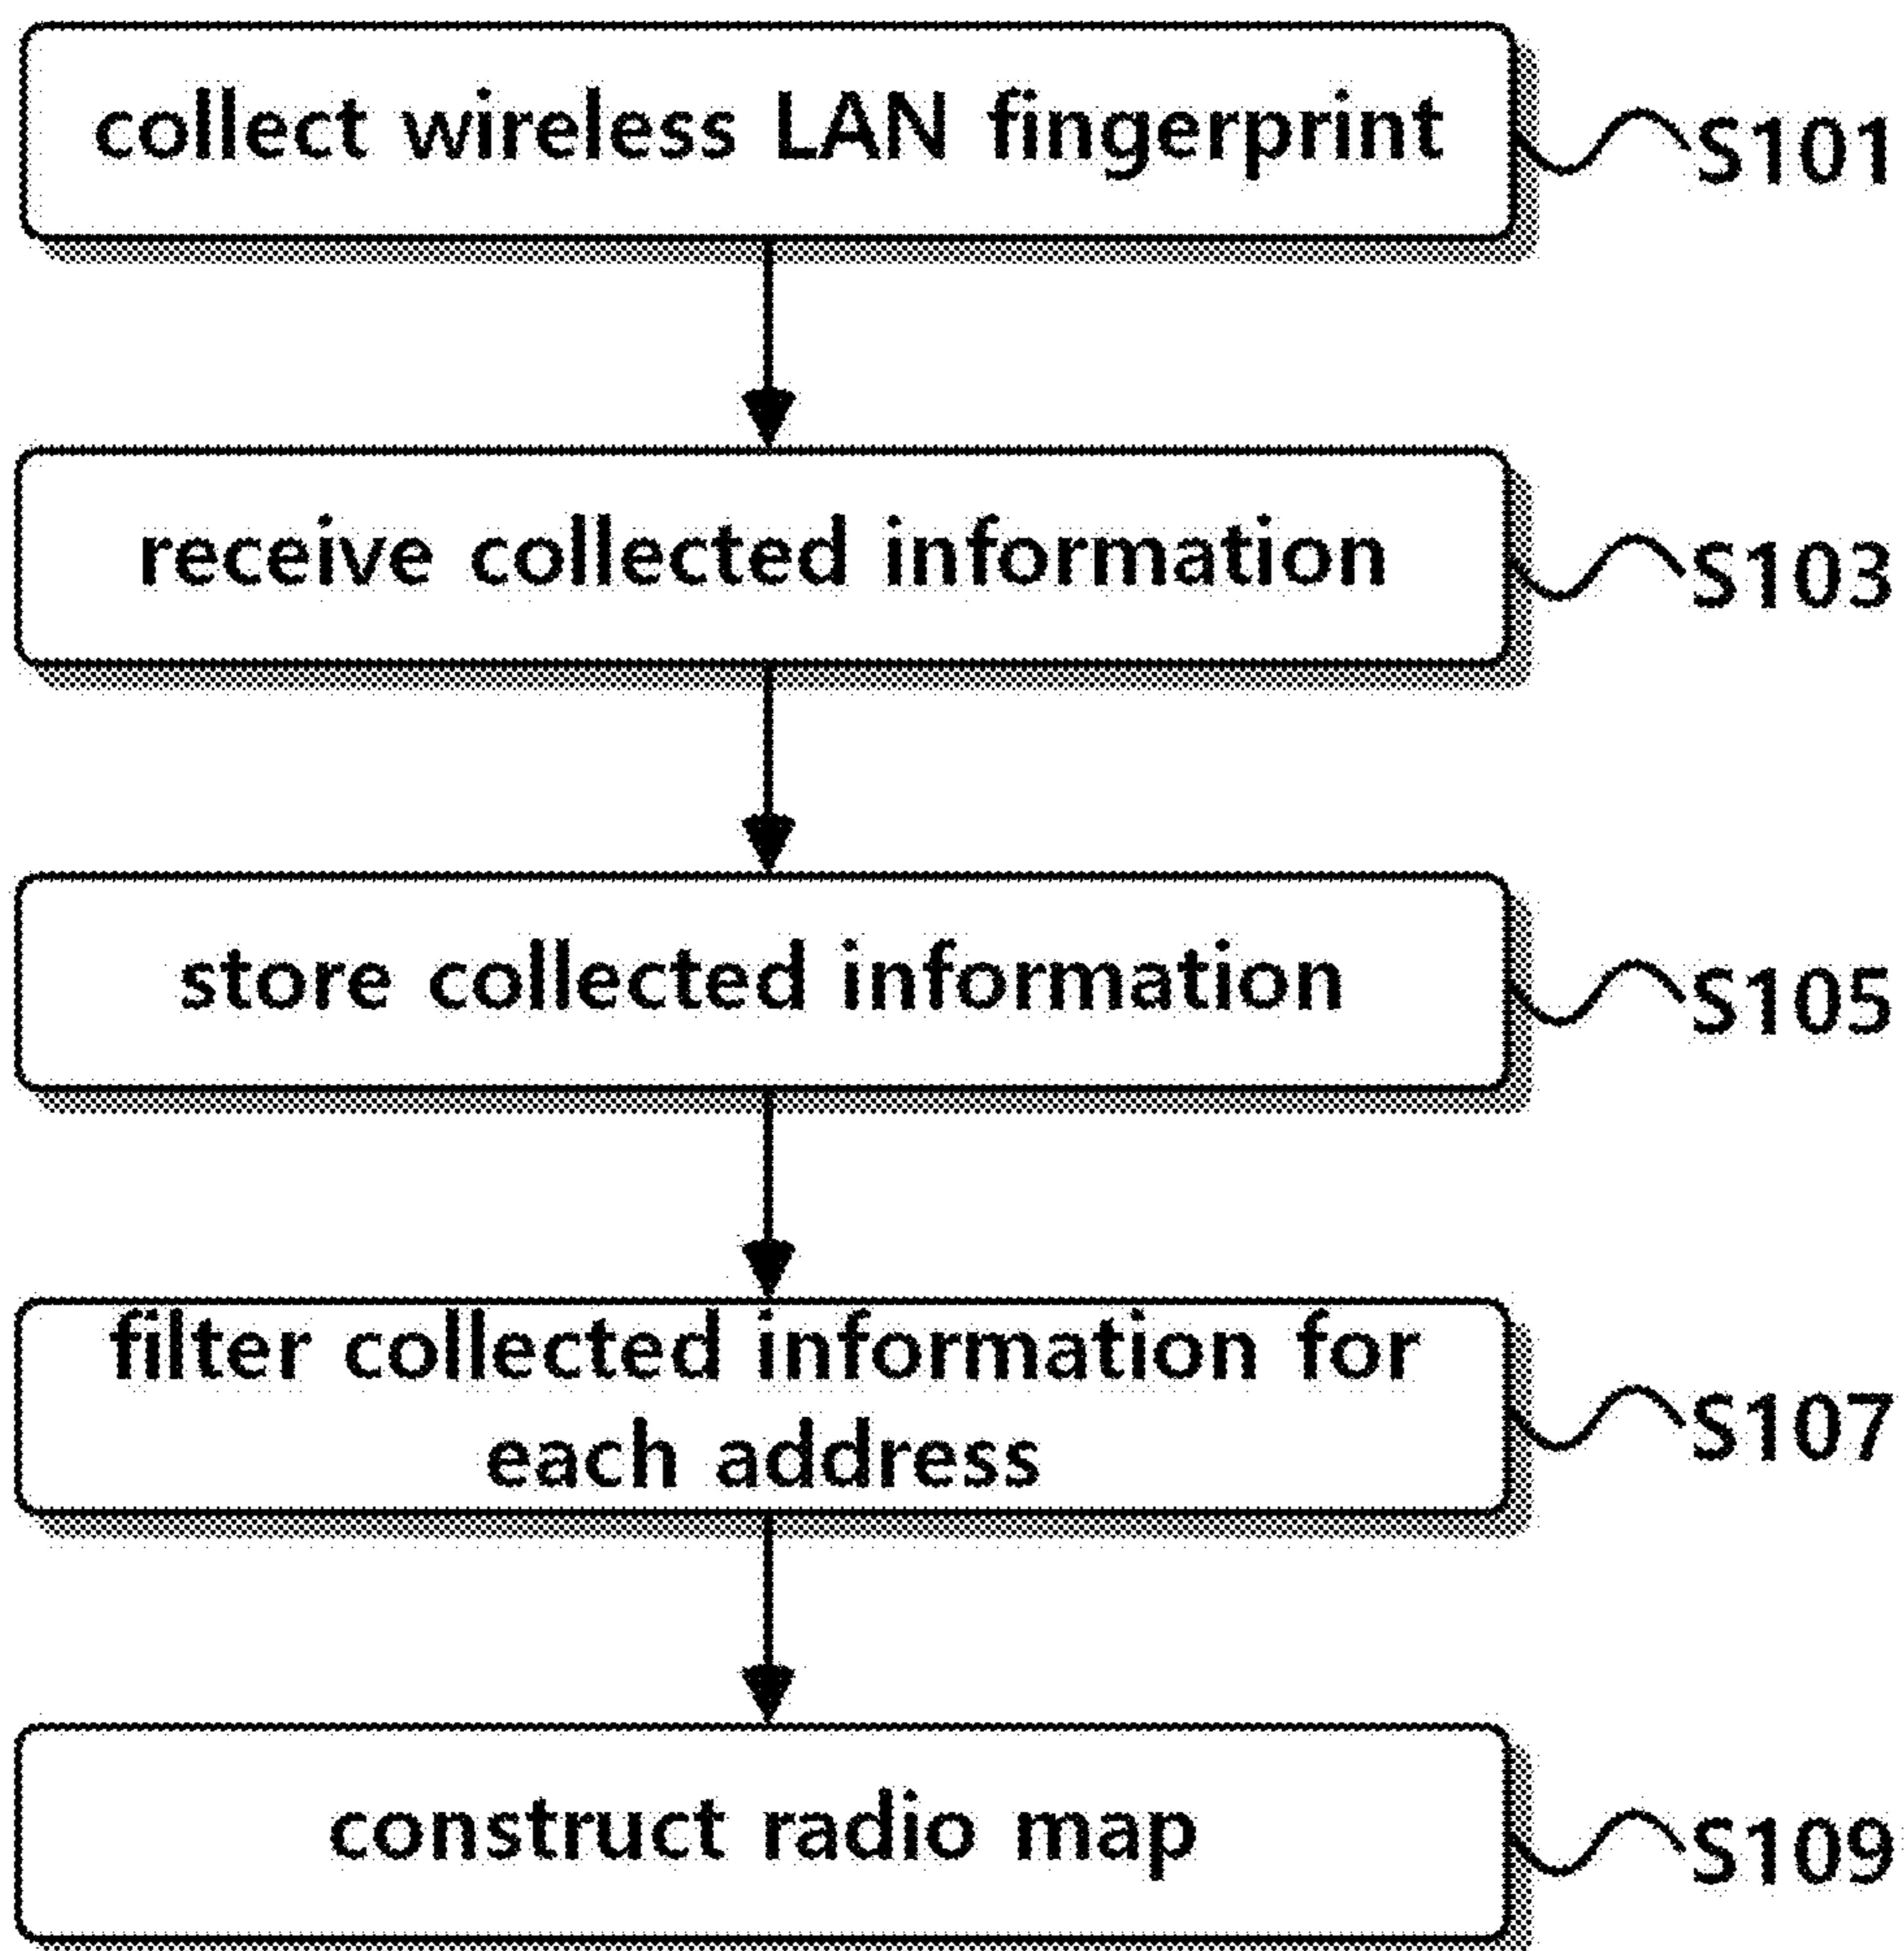 collect wireless LAN fingerprint
S101
receive collected information
S103
store collected information
S105
filter collected information for
each address
S107
construct radio map
S109